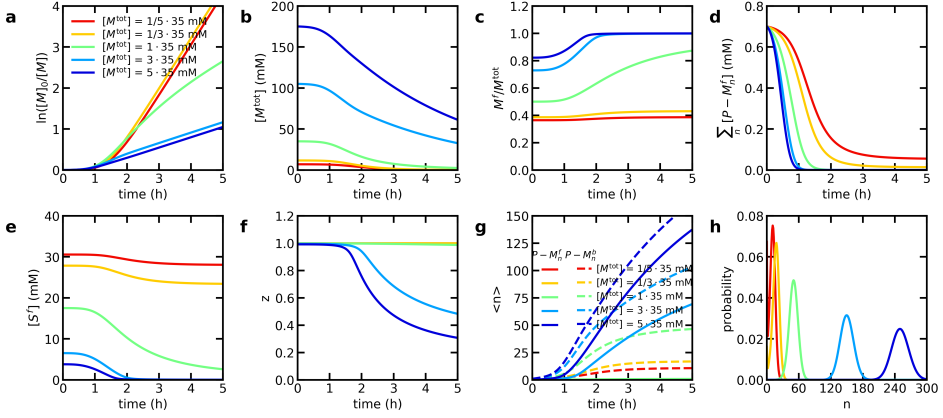 a
4
3
2
1
0
0 1 2 3 4 5
time (h)
ln([M]₀/[M])
[Mᵗᵒᵗ] = 1/5 · 35 mM
[Mᵗᵒᵗ] = 1/3 · 35 mM
[Mᵗᵒᵗ] = 1 · 35 mM
[Mᵗᵒᵗ] = 3 · 35 mM
[Mᵗᵒᵗ] = 5 · 35 mM
b
200
150
100
50
0
0 1 2 3 4 5
time (h)
[Mᵗᵒᵗ] (mM)
c
1.0
0.8
0.6
0.4
0.2
0.0
0 1 2 3 4 5
time (h)
Mᶠ/Mᵗᵒᵗ
d
0.8
0.6
0.4
0.2
0.0
0 1 2 3 4 5
time (h)
∑ₙ[P − Mₙᶠ] (mM)
e
40
30
20
10
0
0 1 2 3 4 5
time (h)
[Sᶠ] (mM)
f
1.2
1.0
0.8
0.6
0.4
0.2
0.0
0 1 2 3 4 5
time (h)
z
g
150
125
100
75
50
25
0
0 1 2 3 4 5
time (h)
<n>
P − Mₙᶠ P − Mₙᵇ
[Mᵗᵒᵗ] = 1/5 · 35 mM
[Mᵗᵒᵗ] = 1/3 · 35 mM
[Mᵗᵒᵗ] = 1 · 35 mM
[Mᵗᵒᵗ] = 3 · 35 mM
[Mᵗᵒᵗ] = 5 · 35 mM
h
0.08
0.06
0.04
0.02
0.00
0 60 120 180 240 300
n
probability